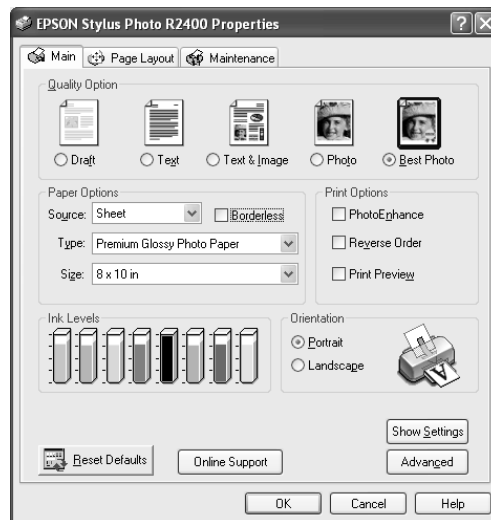 EPSON Stylus Photo R2400 Properties
Main
Page Layout
Maintenance
Quality Option
Draft
Text
Text & Image
Photo
Best Photo
Paper Options
Source: Sheet
Borderless
Type: Premium Glossy Photo Paper
Size: 8 x 10 in
Print Options
PhotoEnhance
Reverse Order
Print Preview
Ink Levels
Orientation
Portrait
Landscape
A
Show Settings
Reset Defaults
Online Support
Advanced
OK
Cancel
Help